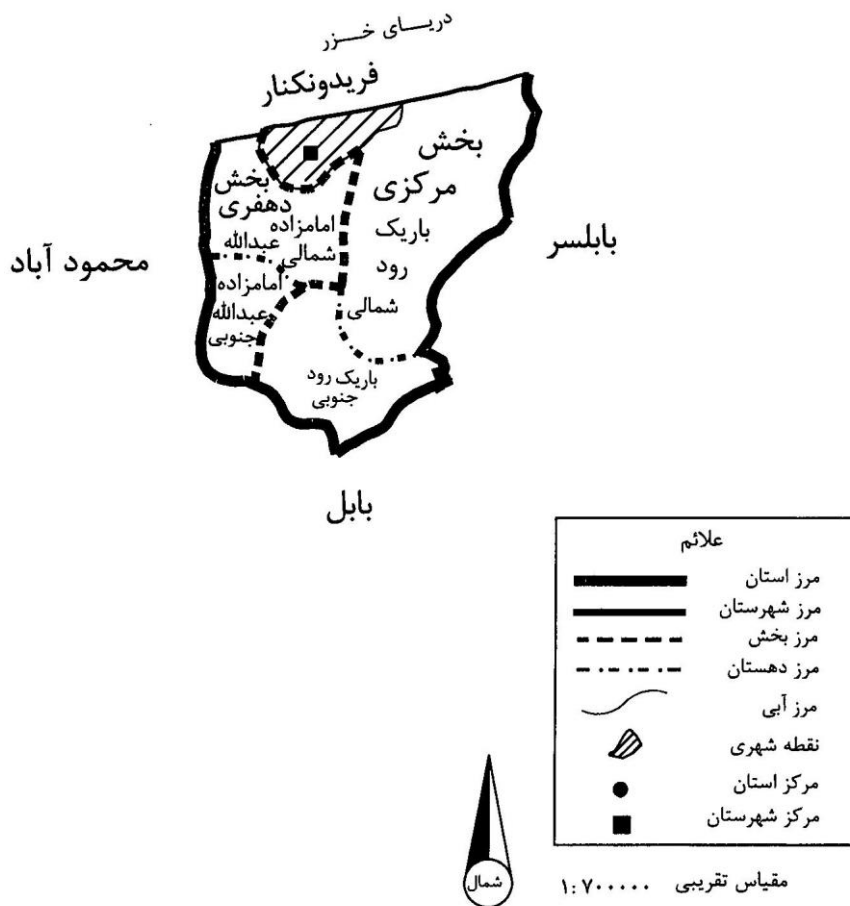 دریـــای خـــزر
فریدونکنار
بخش
مرکزی
باریک
رود
شمالی
بخش
دهفری
امامزاده
عبدالله
شمالی
امامزاده
عبدالله
جنوبی
باریک رود
جنوبی
بابلسر
محمود آباد
بابل
علائم
مرز استان
مرز شهرستان
مرز بخش
مرز دهستان
مرز آبی
نقطه شهری
مرکز استان
مرکز شهرستان
شمال
مقیاس تقریبی ۱:۷۰۰۰۰۰